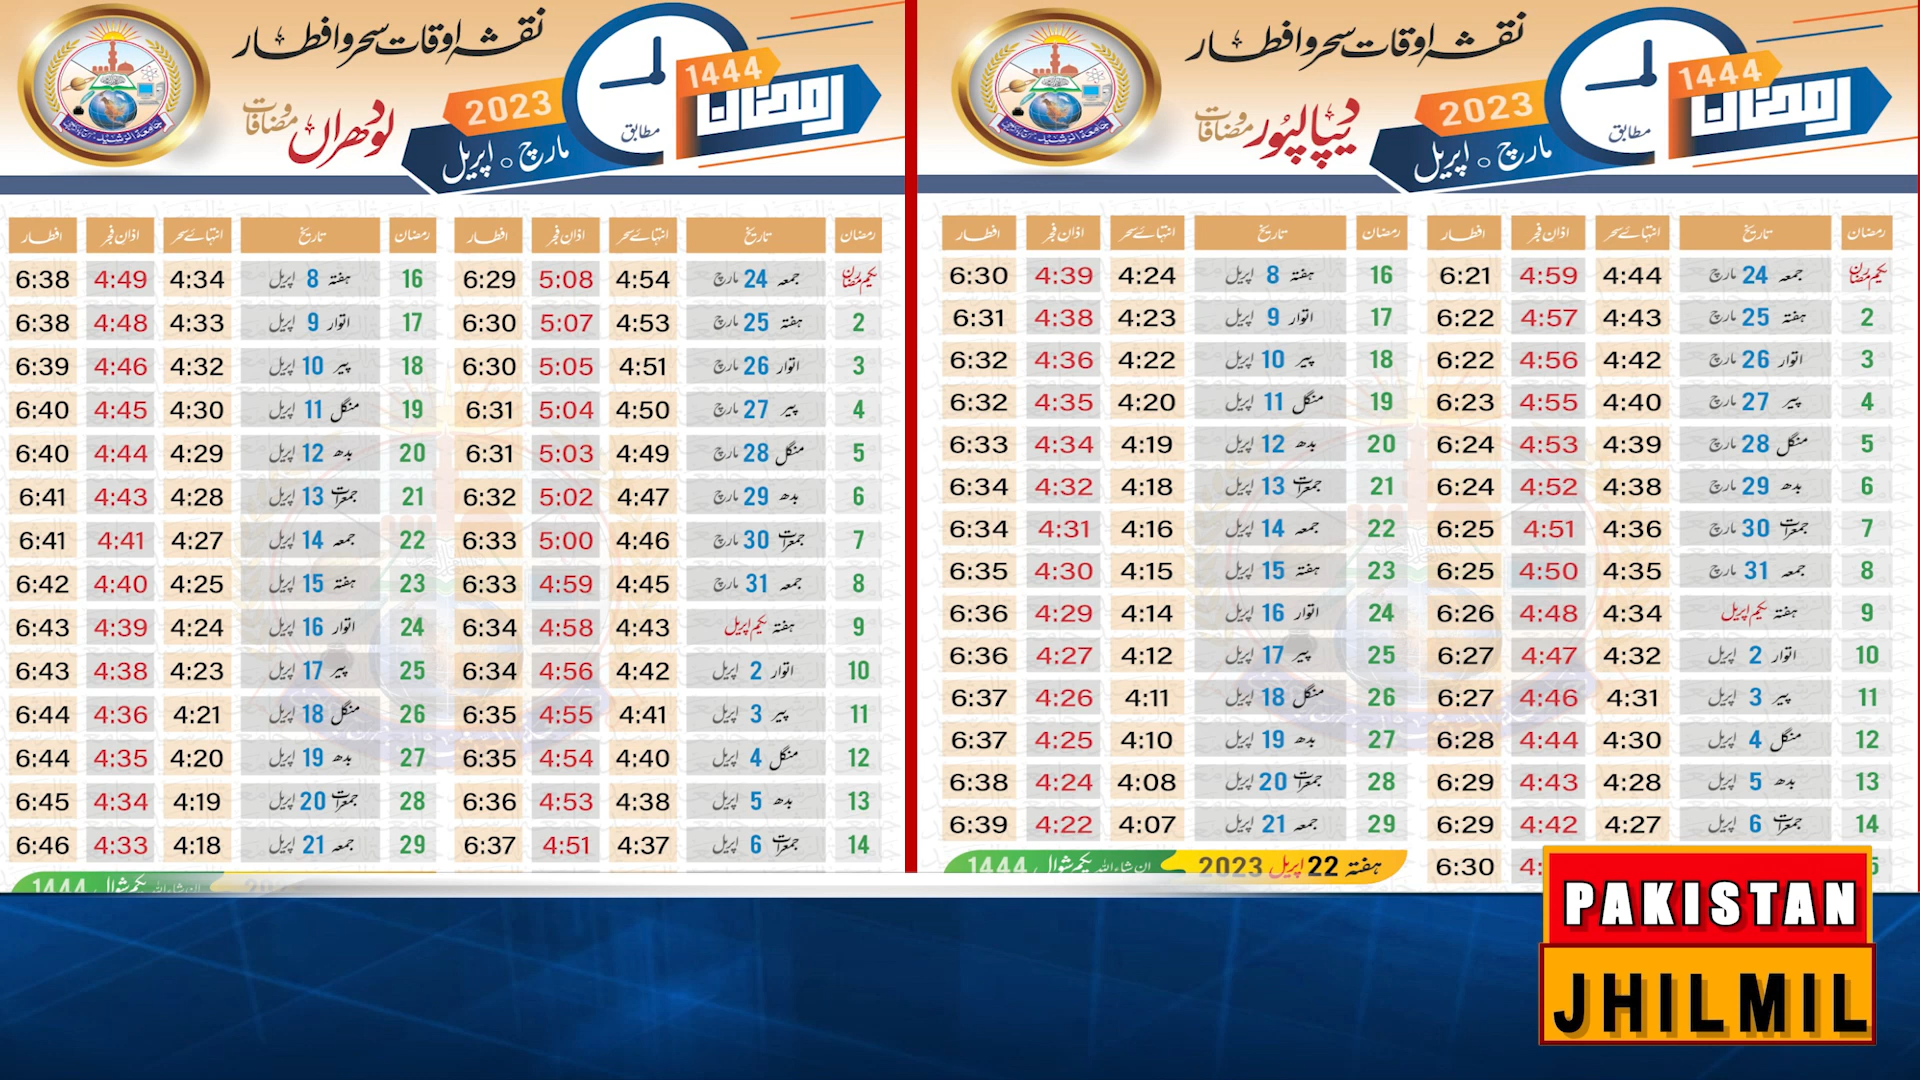 نقشہ اوقات سحر و افطار
لودھراں و مضافات
رمضان 1444
مطابق
2023
مارچ ○ اپریل
رمضان تاریخ انتہائے سحر اذان فجر افطار رمضان تاریخ انتہائے سحر اذان فجر افطار
یکم رمضان جمعہ 24 مارچ 4:54 5:08 6:29 16 ہفتہ 8 اپریل 4:34 4:49 6:38
2 ہفتہ 25 مارچ 4:53 5:07 6:30 17 اتوار 9 اپریل 4:33 4:48 6:38
3 اتوار 26 مارچ 4:51 5:05 6:30 18 پیر 10 اپریل 4:32 4:46 6:39
4 پیر 27 مارچ 4:50 5:04 6:31 19 منگل 11 اپریل 4:30 4:45 6:40
5 منگل 28 مارچ 4:49 5:03 6:31 20 بدھ 12 اپریل 4:29 4:44 6:40
6 بدھ 29 مارچ 4:47 5:02 6:32 21 جمعرات 13 اپریل 4:28 4:43 6:41
7 جمعرات 30 مارچ 4:46 5:00 6:33 22 جمعہ 14 اپریل 4:27 4:41 6:41
8 جمعہ 31 مارچ 4:45 4:59 6:33 23 ہفتہ 15 اپریل 4:25 4:40 6:42
9 ہفتہ یکم اپریل 4:43 4:58 6:34 24 اتوار 16 اپریل 4:24 4:39 6:43
10 اتوار 2 اپریل 4:42 4:56 6:34 25 پیر 17 اپریل 4:23 4:38 6:43
11 پیر 3 اپریل 4:41 4:55 6:35 26 منگل 18 اپریل 4:21 4:36 6:44
12 منگل 4 اپریل 4:40 4:54 6:35 27 بدھ 19 اپریل 4:20 4:35 6:44
13 بدھ 5 اپریل 4:38 4:53 6:36 28 جمعرات 20 اپریل 4:19 4:34 6:45
14 جمعرات 6 اپریل 4:37 4:51 6:37 29 جمعہ 21 اپریل 4:18 4:33 6:46
ان شاءاللہ یکم شوال 1444
نقشہ اوقات سحر و افطار
دیپالپور و مضافات
رمضان 1444
مطابق
2023
مارچ ○ اپریل
رمضان تاریخ انتہائے سحر اذان فجر افطار رمضان تاریخ انتہائے سحر اذان فجر افطار
یکم رمضان جمعہ 24 مارچ 4:44 4:59 6:21 16 ہفتہ 8 اپریل 4:24 4:39 6:30
2 ہفتہ 25 مارچ 4:43 4:57 6:22 17 اتوار 9 اپریل 4:23 4:38 6:31
3 اتوار 26 مارچ 4:42 4:56 6:22 18 پیر 10 اپریل 4:22 4:36 6:32
4 پیر 27 مارچ 4:40 4:55 6:23 19 منگل 11 اپریل 4:20 4:35 6:32
5 منگل 28 مارچ 4:39 4:53 6:24 20 بدھ 12 اپریل 4:19 4:34 6:33
6 بدھ 29 مارچ 4:38 4:52 6:24 21 جمعرات 13 اپریل 4:18 4:32 6:34
7 جمعرات 30 مارچ 4:36 4:51 6:25 22 جمعہ 14 اپریل 4:16 4:31 6:34
8 جمعہ 31 مارچ 4:35 4:50 6:25 23 ہفتہ 15 اپریل 4:15 4:30 6:35
9 ہفتہ یکم اپریل 4:34 4:48 6:26 24 اتوار 16 اپریل 4:14 4:29 6:36
10 اتوار 2 اپریل 4:32 4:47 6:27 25 پیر 17 اپریل 4:12 4:27 6:36
11 پیر 3 اپریل 4:31 4:46 6:27 26 منگل 18 اپریل 4:11 4:26 6:37
12 منگل 4 اپریل 4:30 4:44 6:28 27 بدھ 19 اپریل 4:10 4:25 6:37
13 بدھ 5 اپریل 4:28 4:43 6:29 28 جمعرات 20 اپریل 4:08 4:24 6:38
14 جمعرات 6 اپریل 4:27 4:42 6:29 29 جمعہ 21 اپریل 4:07 4:22 6:39
6:30 ہفتہ 22 اپریل 2023 ان شاءاللہ یکم شوال 1444
PAKISTAN
JHILMIL